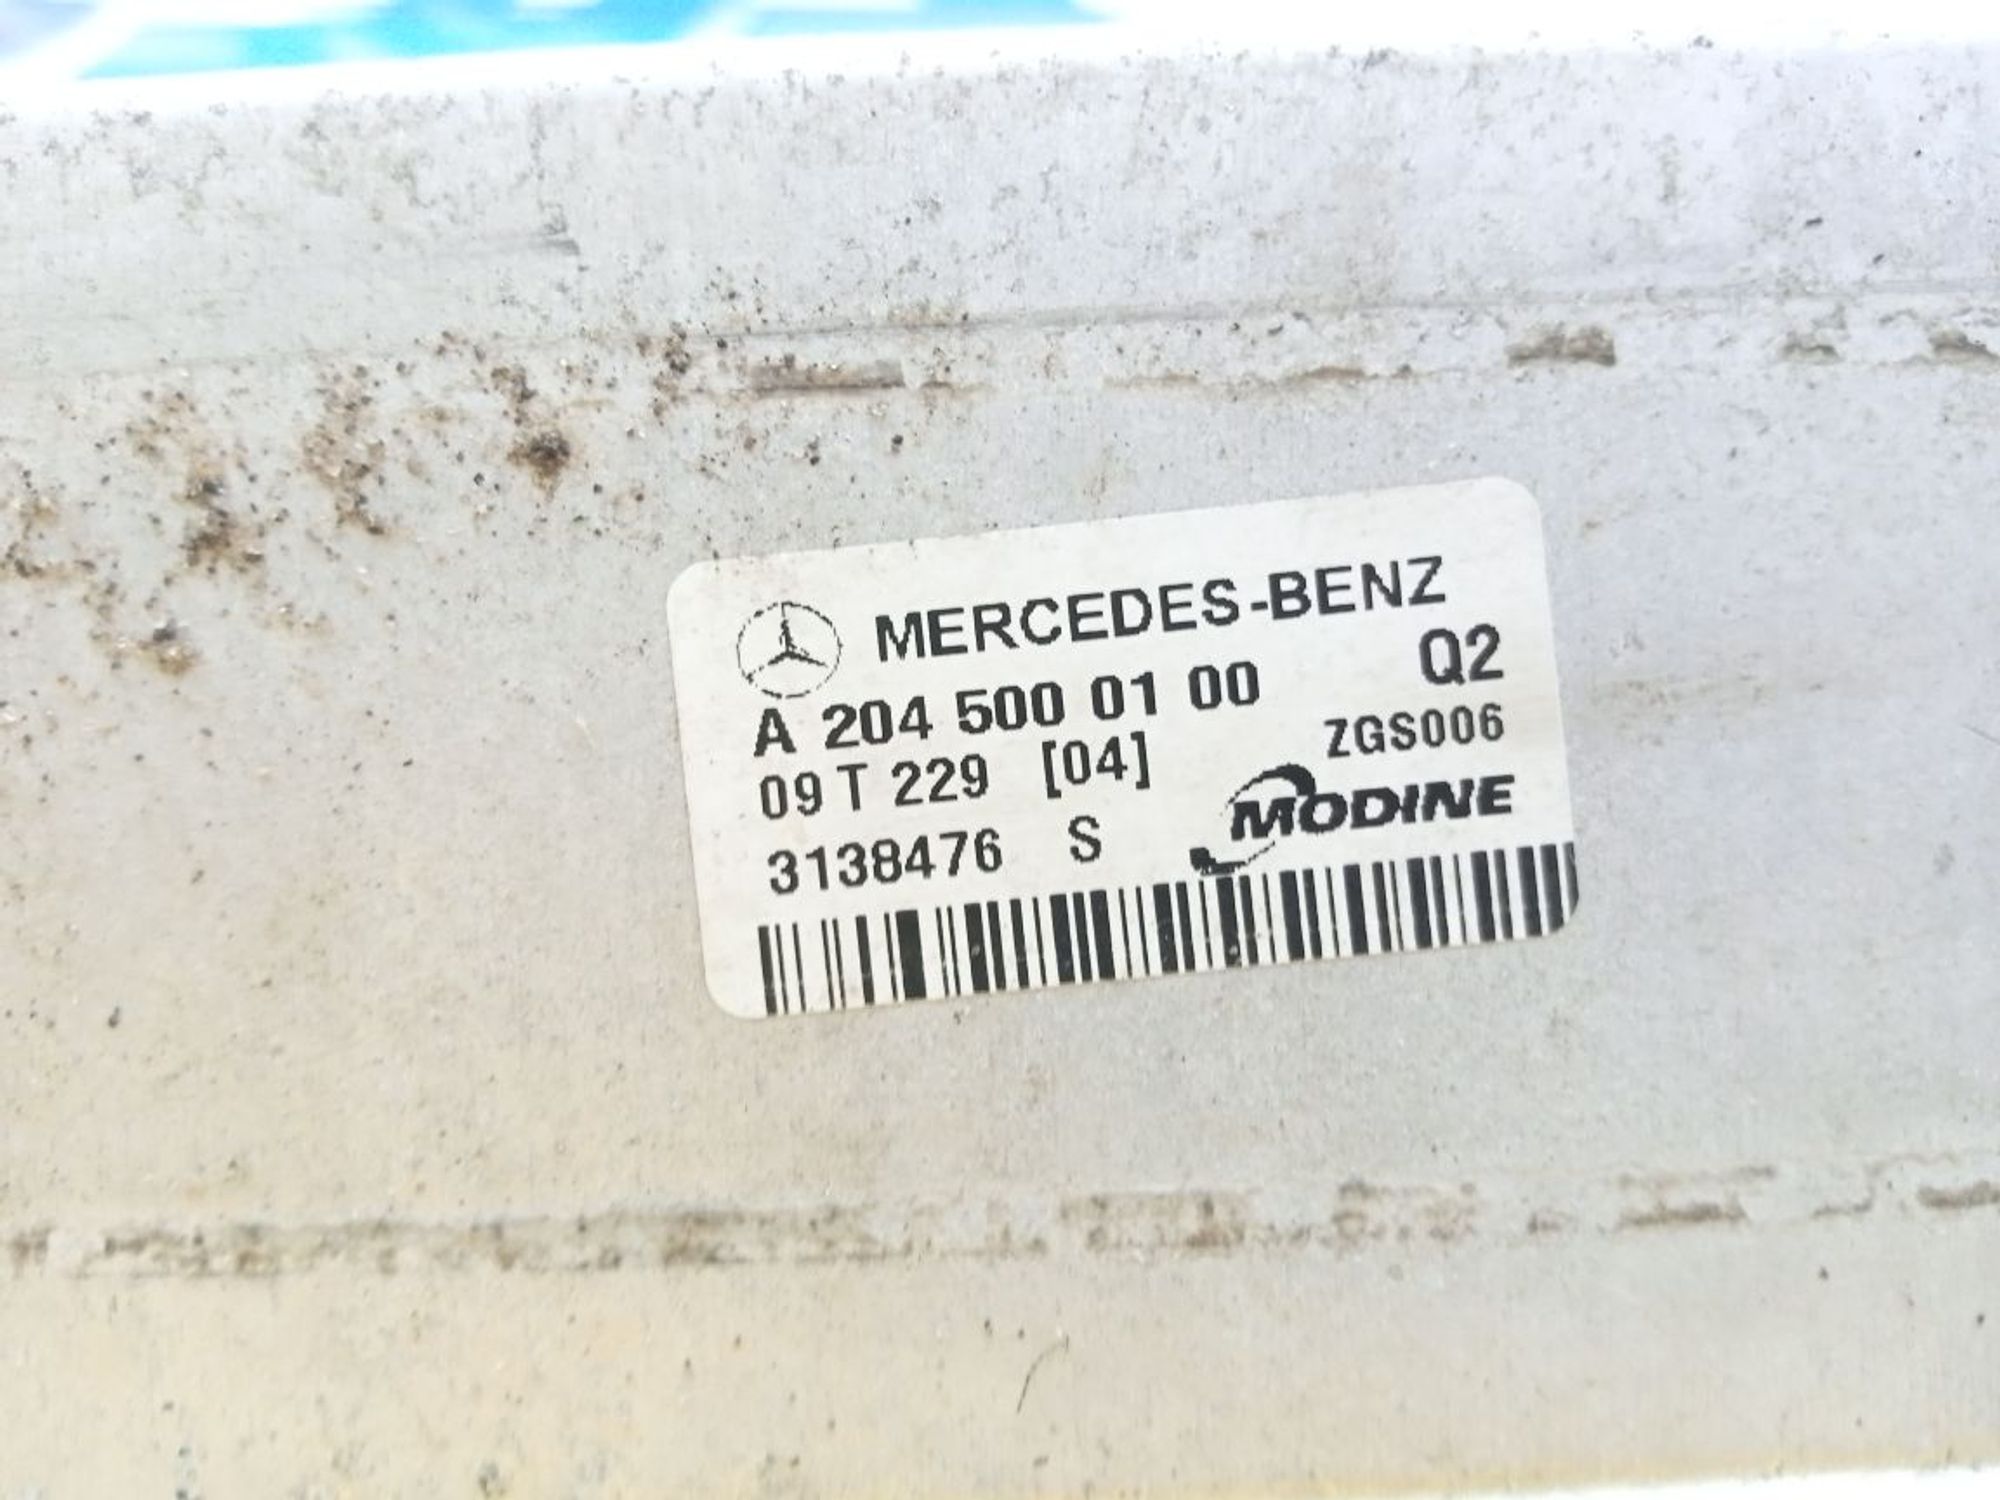 MERCEDES-BENZ
A 204 500 01 00 Q2
09 T 229 [04] ZGS006
3138476 S MODINE